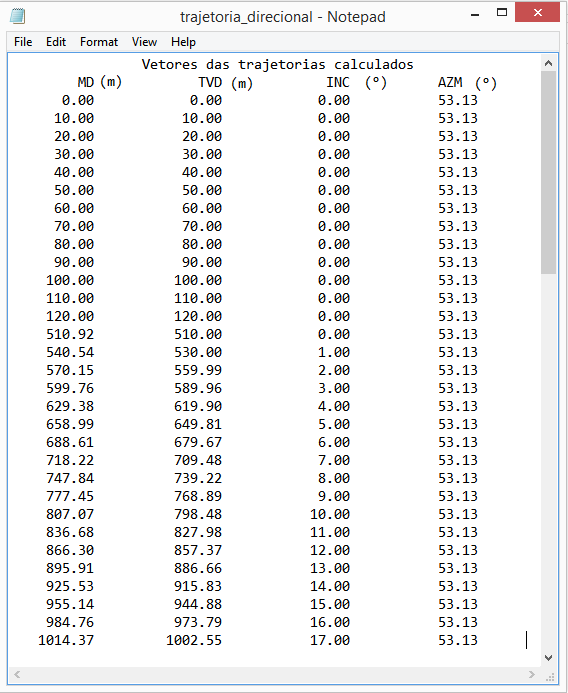 trajetoria_direcional - Notepad
File Edit Format View Help
Vetores das trajetorias calculados
MD (m) TVD (m) INC (º) AZM (º)
0.00 0.00 0.00 53.13
10.00 10.00 0.00 53.13
20.00 20.00 0.00 53.13
30.00 30.00 0.00 53.13
40.00 40.00 0.00 53.13
50.00 50.00 0.00 53.13
60.00 60.00 0.00 53.13
70.00 70.00 0.00 53.13
80.00 80.00 0.00 53.13
90.00 90.00 0.00 53.13
100.00 100.00 0.00 53.13
110.00 110.00 0.00 53.13
120.00 120.00 0.00 53.13
510.92 510.00 0.00 53.13
540.54 530.00 1.00 53.13
570.15 559.99 2.00 53.13
599.76 589.96 3.00 53.13
629.38 619.90 4.00 53.13
658.99 649.81 5.00 53.13
688.61 679.67 6.00 53.13
718.22 709.48 7.00 53.13
747.84 739.22 8.00 53.13
777.45 768.89 9.00 53.13
807.07 798.48 10.00 53.13
836.68 827.98 11.00 53.13
866.30 857.37 12.00 53.13
895.91 886.66 13.00 53.13
925.53 915.83 14.00 53.13
955.14 944.88 15.00 53.13
984.76 973.79 16.00 53.13
1014.37 1002.55 17.00 53.13